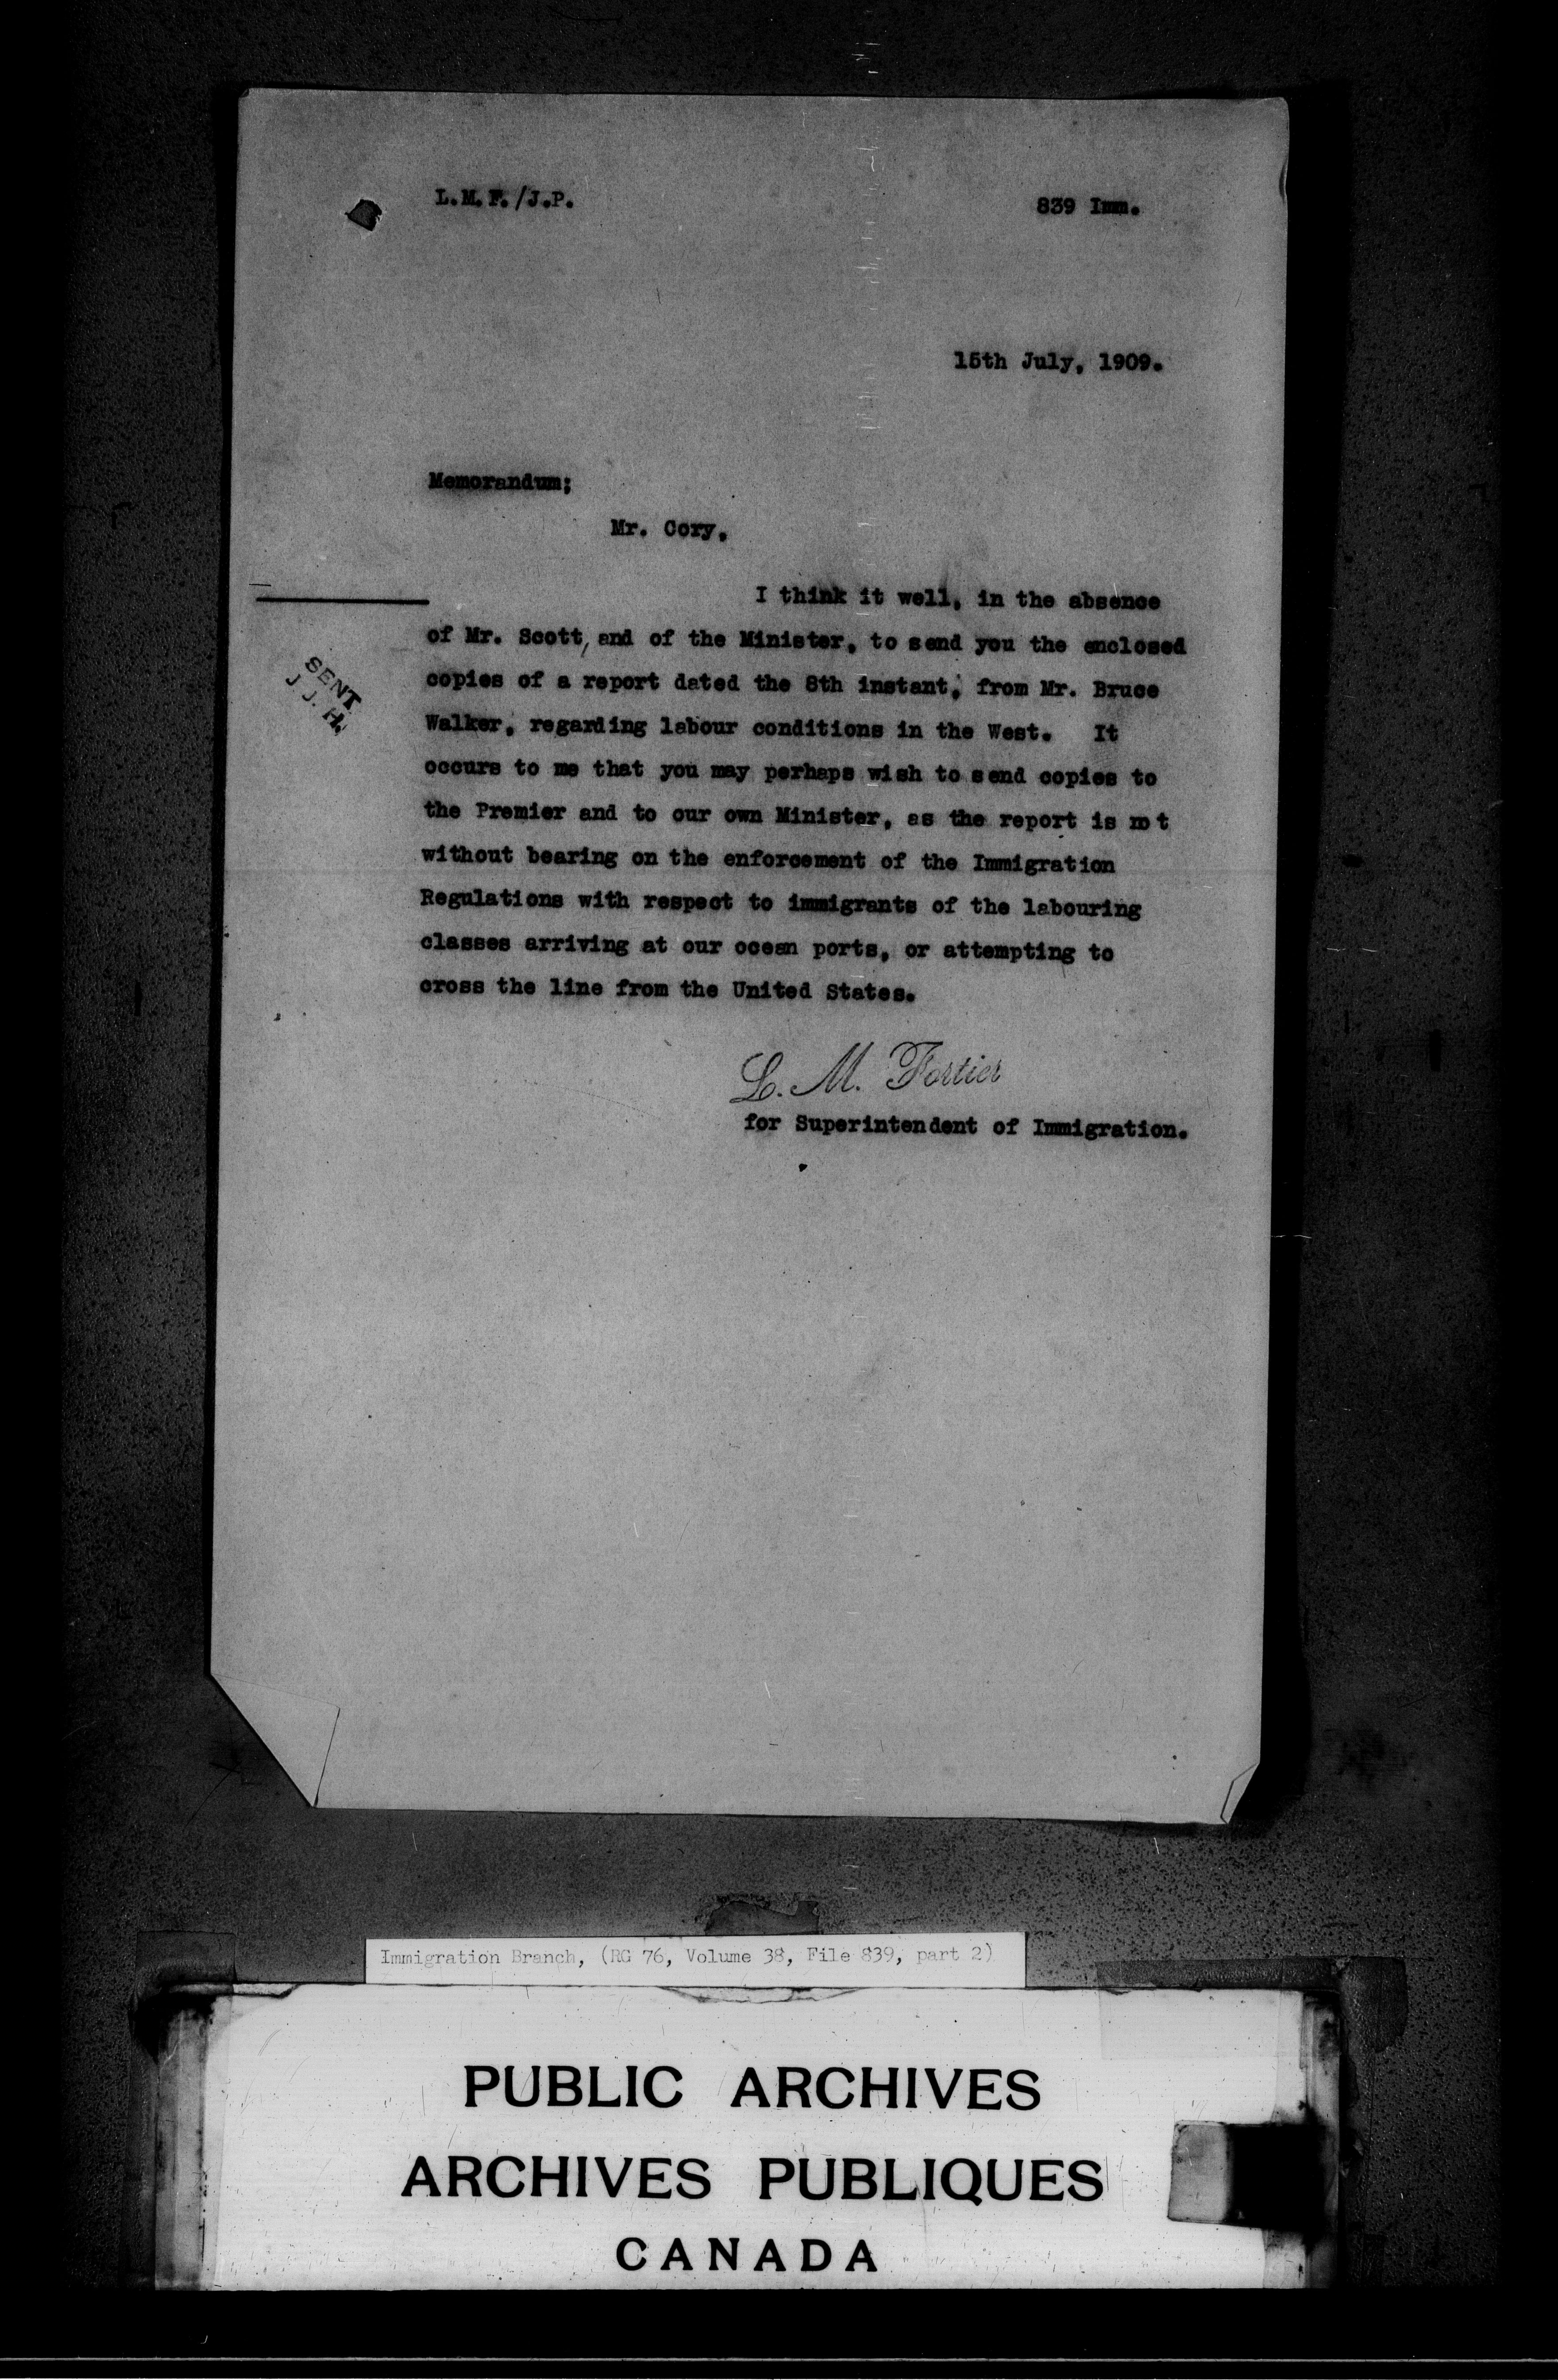 L.M.F./J.P.
839 Imm.
15th July, 1909.
Memorandum;
Mr. Cory.
I think it well, in the absence
of Mr. Scott, and of the Minister, to send you the enclosed
copies of a report dated the 8th instant, from Mr. Bruce
Walker, regarding labour conditions in the West. It
occurs to me that you may perhaps wish to send copies to
the Premier and to our own Minister, as the report is not
without bearing on the enforcement of the Immigration
Regulations with respect to immigrants of the labouring
classes arriving at our ocean ports, or attempting to
cross the line from the United States.
SENT
J. J. H.
L. M. Fortier
for Superintendent of Immigration.
Immigration Branch, (RG 76, Volume 38, File 839, part 2)
PUBLIC ARCHIVES
ARCHIVES PUBLIQUES
CANADA